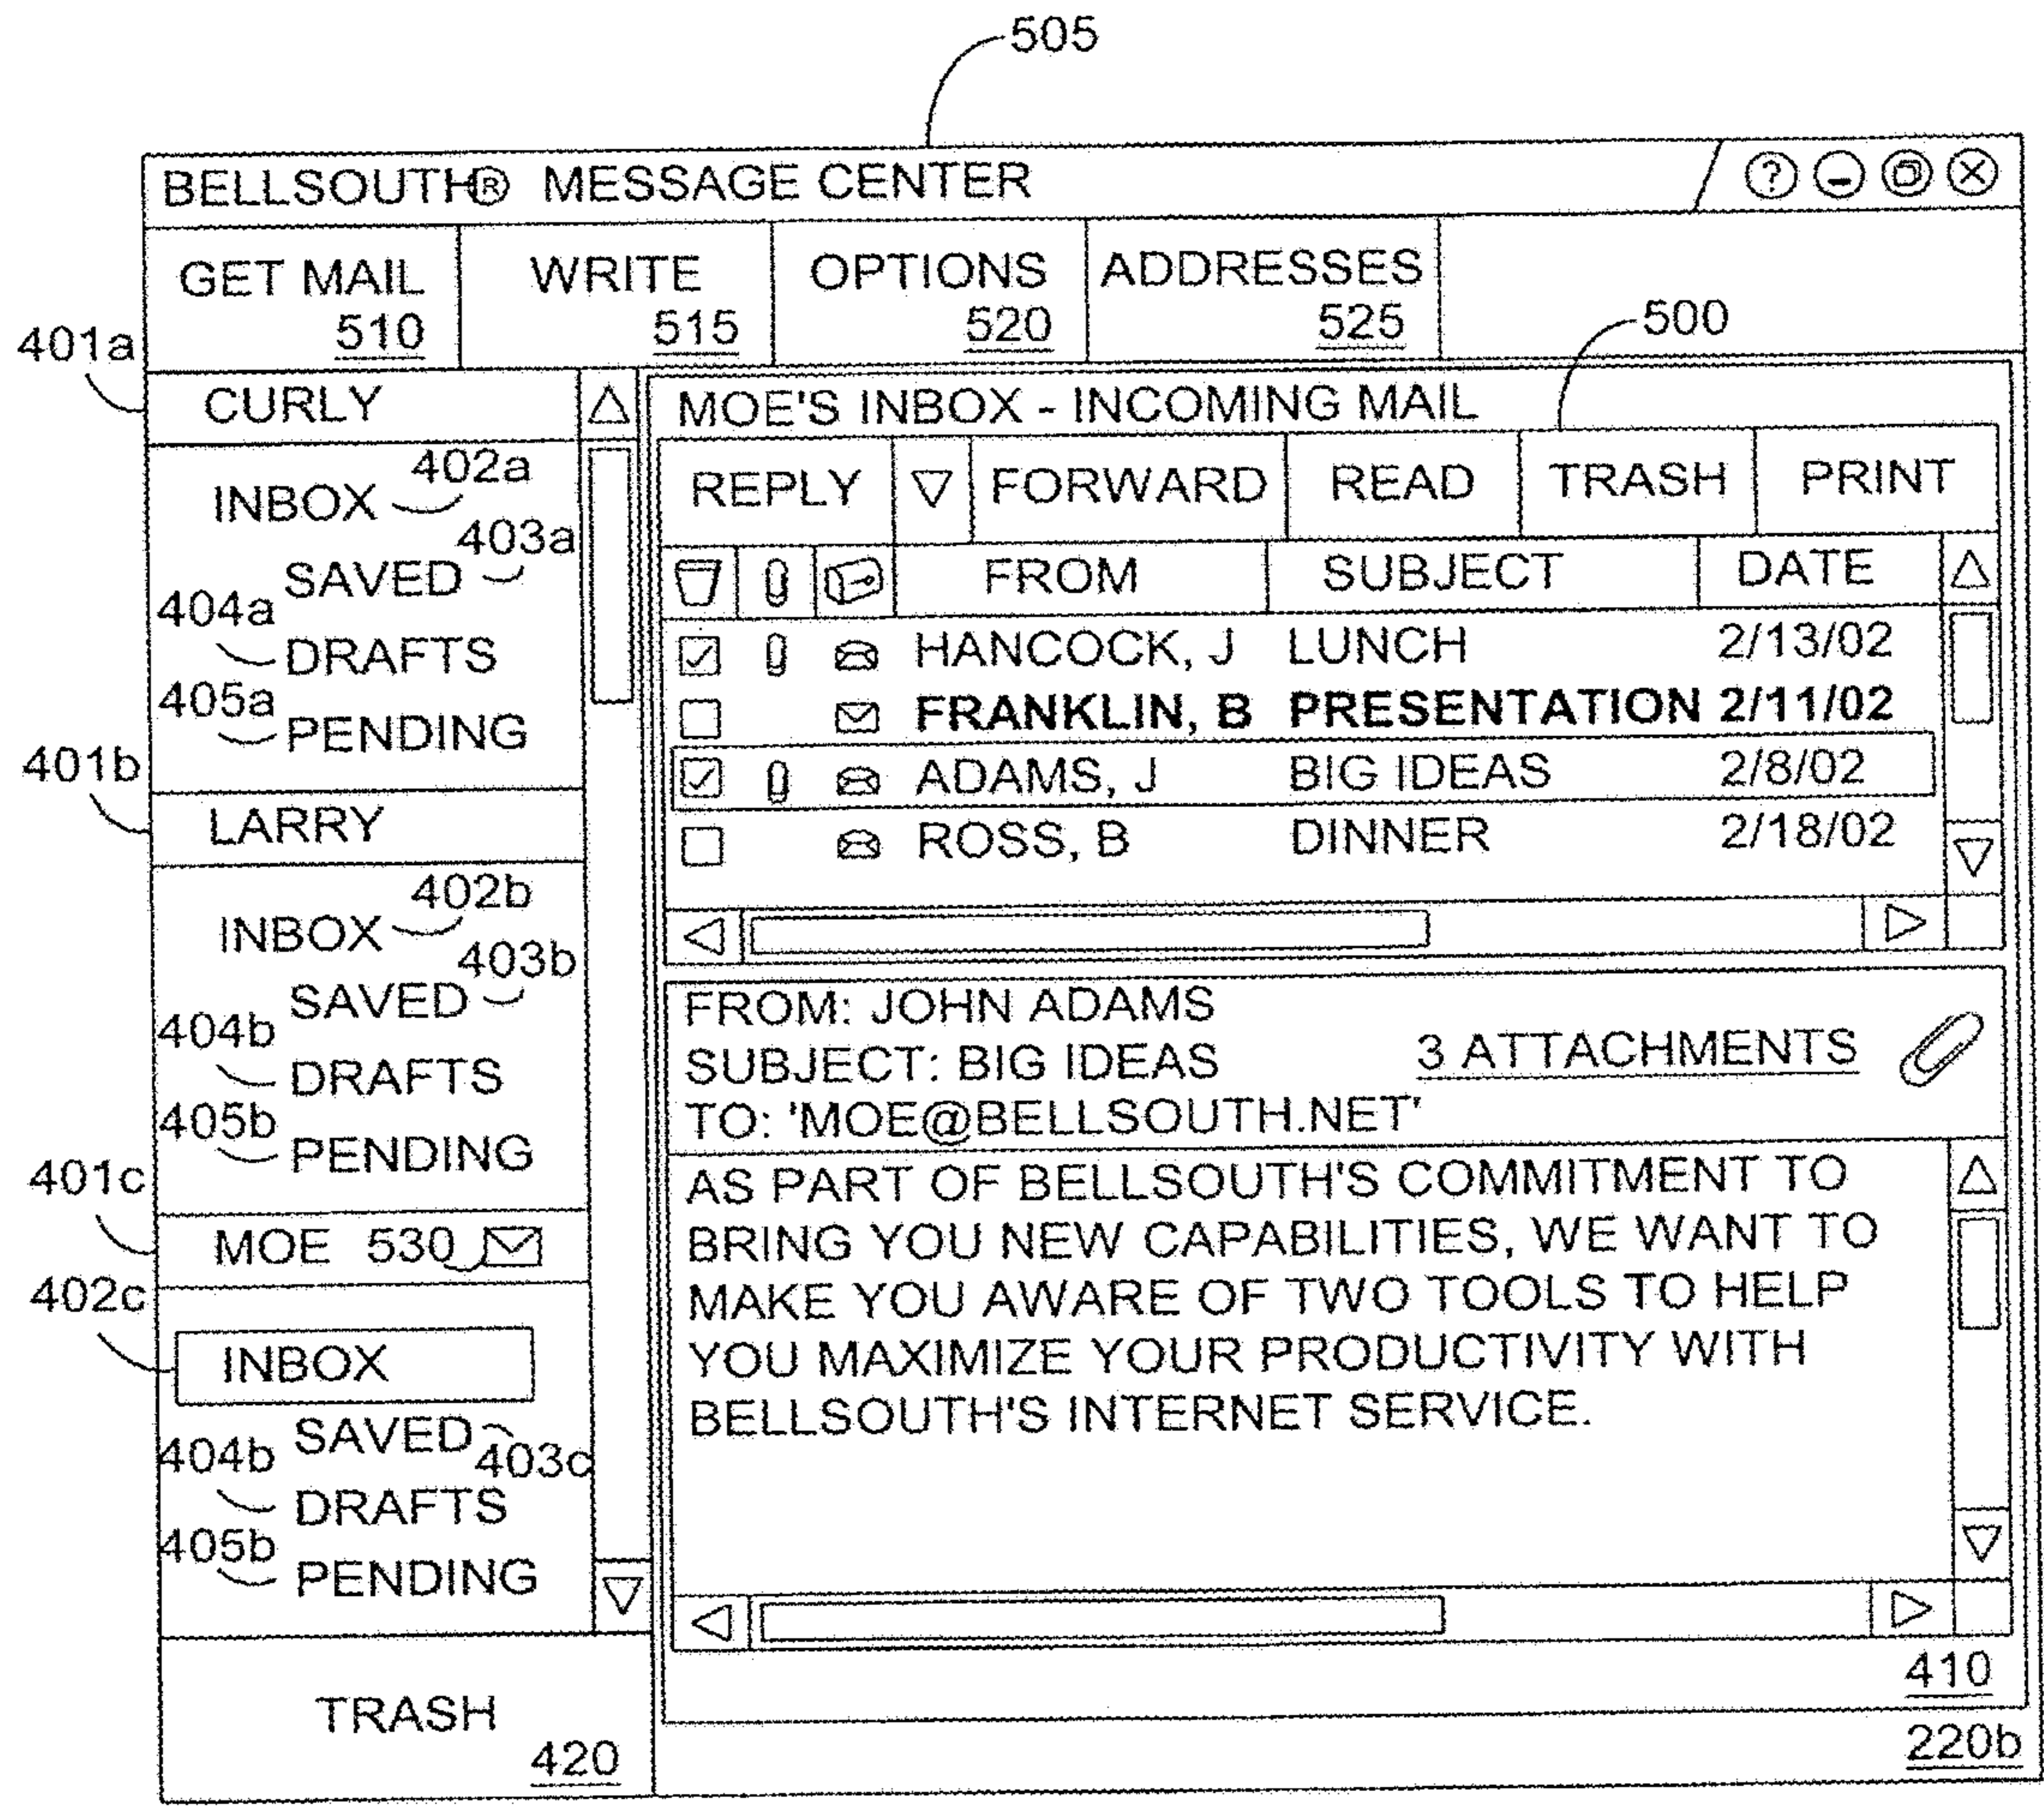 505
BELLSOUTH® MESSAGE CENTER ?
GET MAIL WRITE OPTIONS ADDRESSES
510 515 520 525 500
401a
CURLY
INBOX 402a
SAVED 403a
404a
DRAFTS
405a
PENDING
401b
LARRY
INBOX 402b
SAVED 403b
404b
DRAFTS
405b
PENDING
401c
MOE 530
402c
INBOX
SAVED 403c
404b
DRAFTS
405b
PENDING
TRASH
420
MOE'S INBOX - INCOMING MAIL
REPLY FORWARD READ TRASH PRINT
FROM SUBJECT DATE
HANCOCK, J LUNCH 2/13/02
FRANKLIN, B PRESENTATION 2/11/02
ADAMS, J BIG IDEAS 2/8/02
ROSS, B DINNER 2/18/02
FROM: JOHN ADAMS
SUBJECT: BIG IDEAS 3 ATTACHMENTS
TO: 'MOE@BELLSOUTH.NET'
AS PART OF BELLSOUTH'S COMMITMENT TO
BRING YOU NEW CAPABILITIES, WE WANT TO
MAKE YOU AWARE OF TWO TOOLS TO HELP
YOU MAXIMIZE YOUR PRODUCTIVITY WITH
BELLSOUTH'S INTERNET SERVICE.
410
220b